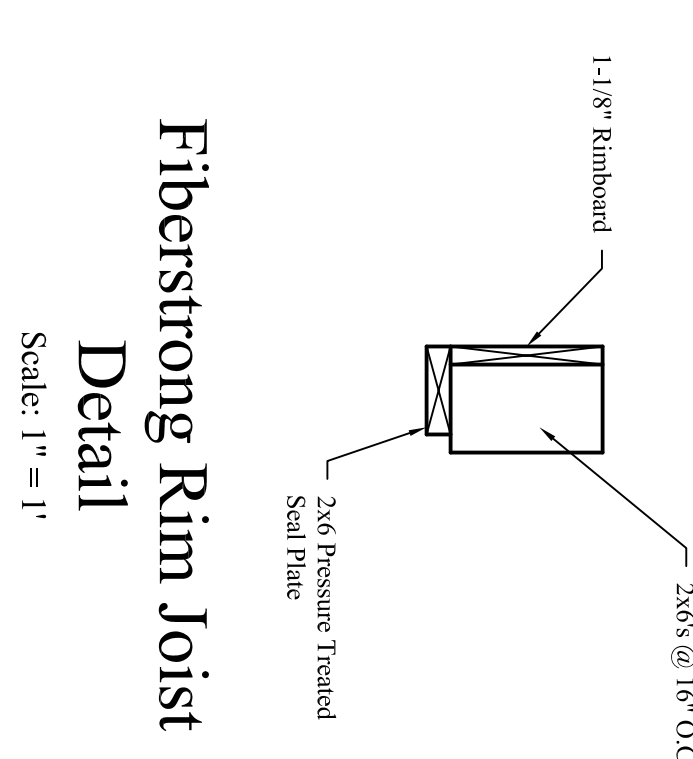 2x6's @ 16" O.C
1-1/8" Rimboard
2x6 Pressure Treated
Seal Plate
Fiberstrong Rim Joist
Detail
Scale: 1" = 1'